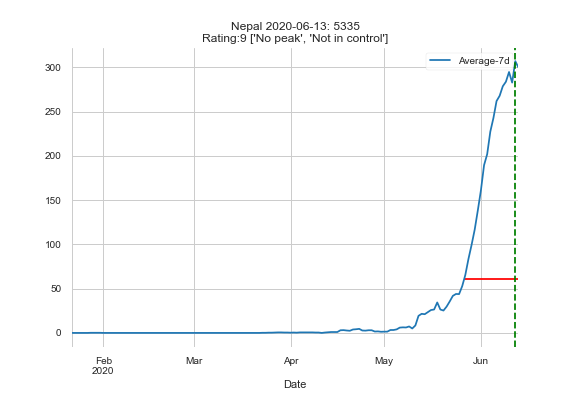 Nepal 2020-06-13: 5335
Rating:9 ['No peak', 'Not in control']
Average-7d
300
250
200
150
100
50
0
Feb
2020
Mar
Apr
May
Jun
Date